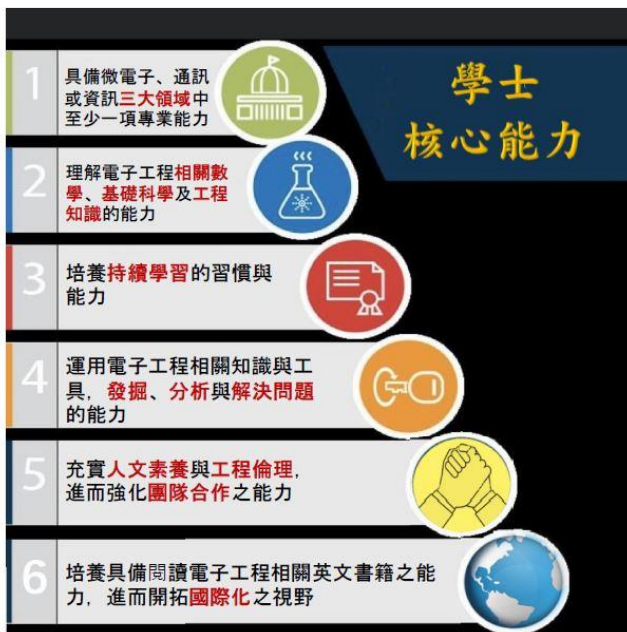 學士
核心能力
1
具備微電子、通訊
或資訊三大領域中
至少一項專業能力
2
理解電子工程相關數
學、基礎科學及工程
知識的能力
3
培養持續學習的習慣與
能力
4
運用電子工程相關知識與工
具，發掘、分析與解決問題
的能力
5
充實人文素養與工程倫理，
進而強化團隊合作之能力
6
培養具備閱讀電子工程相關英文書籍之能
力，進而開拓國際化之視野